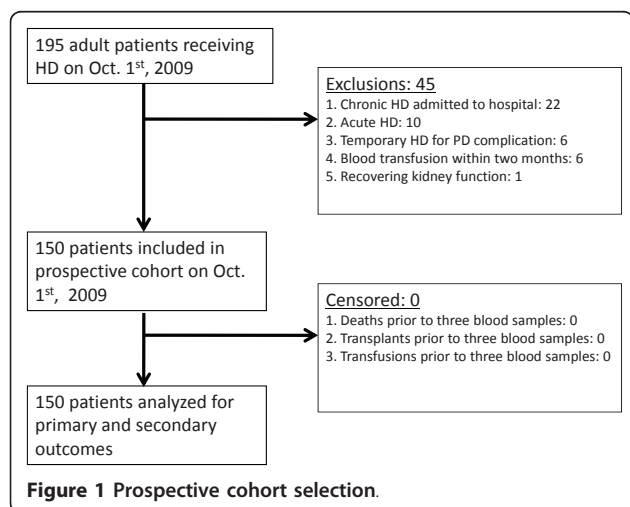 195 adult patients receiving
HD on Oct. 1st, 2009
Exclusions: 45
1. Chronic HD admitted to hospital: 22
2. Acute HD: 10
3. Temporary HD for PD complication: 6
4. Blood transfusion within two months: 6
5. Recovering kidney function: 1
150 patients included in
prospective cohort on Oct.
1st, 2009
Censored: 0
1. Deaths prior to three blood samples: 0
2. Transplants prior to three blood samples: 0
3. Transfusions prior to three blood samples: 0
150 patients analyzed for
primary and secondary
outcomes
Figure 1 Prospective cohort selection.